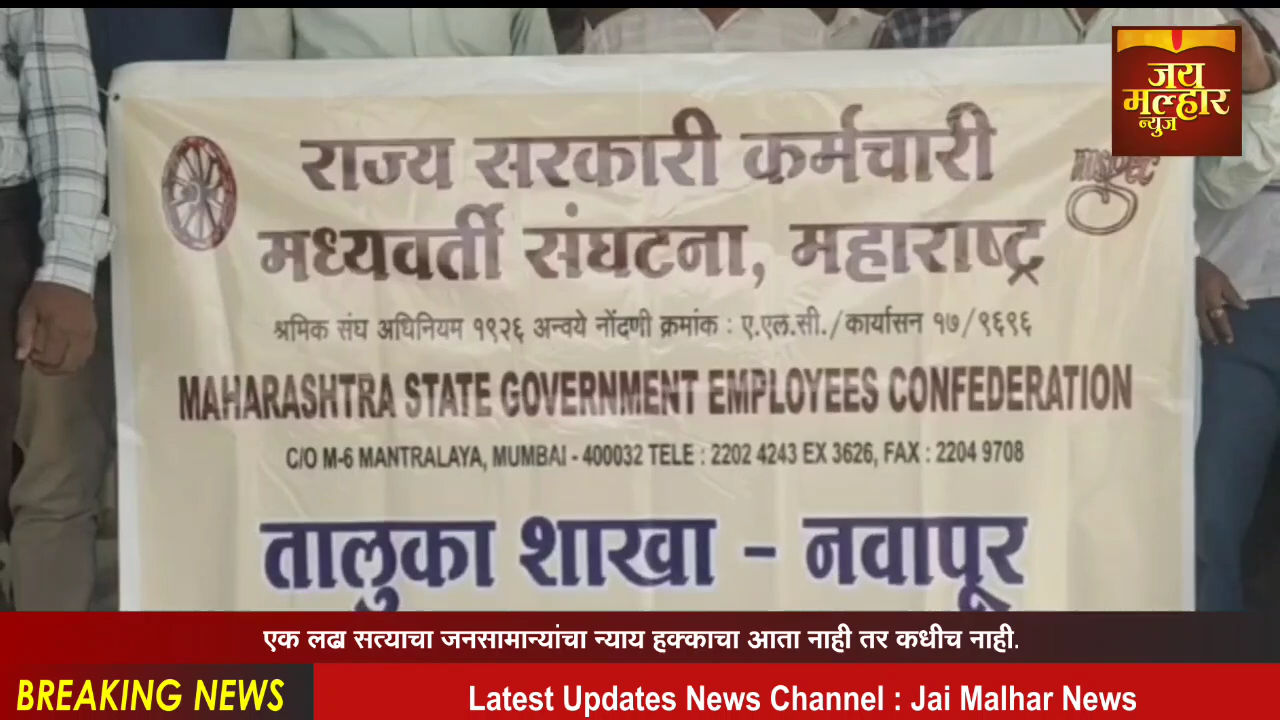 जय
मल्हार
न्युज
राज्य सरकारी कर्मचारी
मध्यवर्ती संघटना, महाराष्ट्र
श्रमिक संघ अधिनियम १९२६ अन्वये नोंदणी क्रमांक : ए.एल.सी./कार्यासन १७/९६९६
MAHARASHTRA STATE GOVERNMENT EMPLOYEES CONFEDERATION
C/O M-6 MANTRALAYA, MUMBAI - 400032 TELE : 2202 4243 EX 3626, FAX : 2204 9708
तालुका शाखा - नवापूर
एक लढा सत्याचा जनसामान्यांचा न्याय हक्काचा आता नाही तर कधीच नाही.
BREAKING NEWS
Latest Updates News Channel : Jai Malhar News